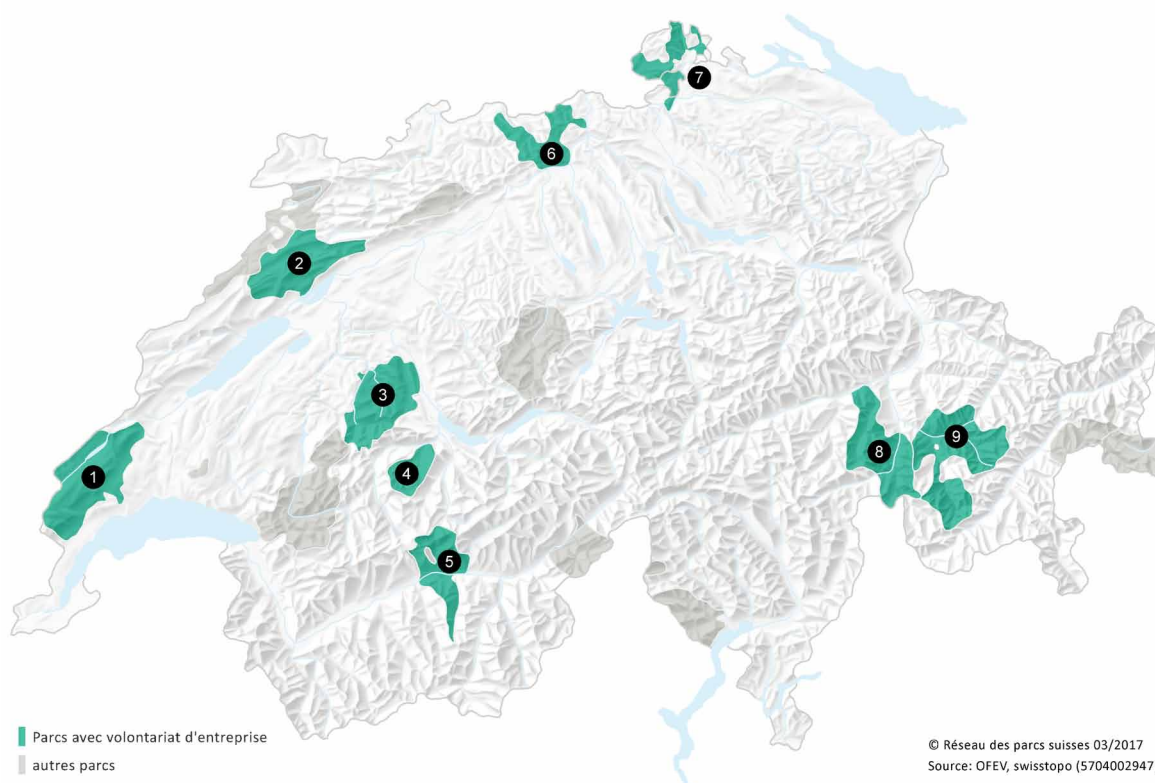 7
6
2
3
9
8
4
1
5
Parcs avec volontariat d'entreprise
autres parcs
© Réseau des parcs suisses 03/2017
Source: OFEV, swisstopo (5704002947